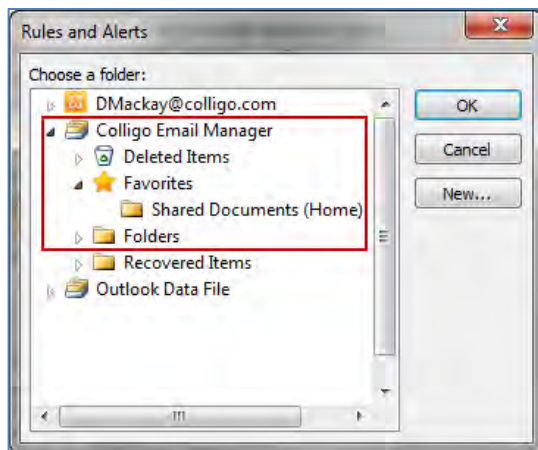 Rules and Alerts
Choose a folder:
DMackay@colligo.com
OK
Colligo Email Manager
Deleted Items
Cancel
Favorites
New...
Shared Documents (Home)
Folders
Recovered Items
Outlook Data File